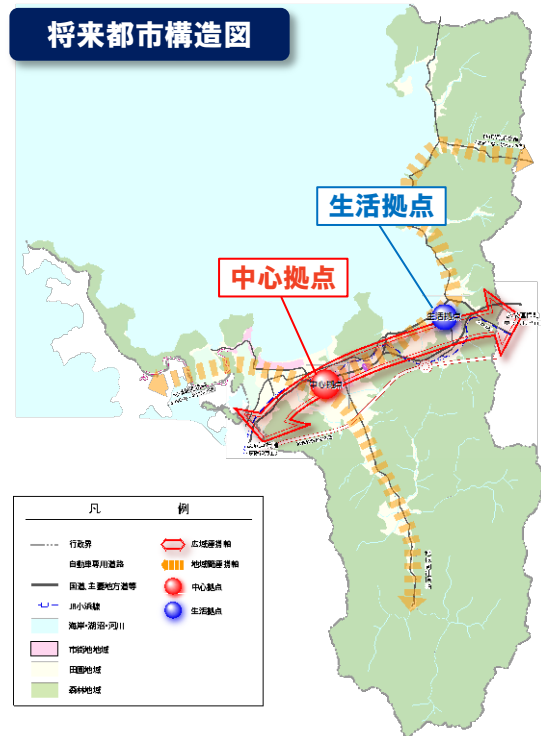 将来都市構造図
生活拠点
中心拠点
生活拠点
中心拠点
凡 例
行政界
自動車専用道路
国道、主要地方道等
JR小浜線
海岸・湖沼・河川
市街地地域
田園地域
森林地域
広域連携軸
地域間連携軸
中心拠点
生活拠点